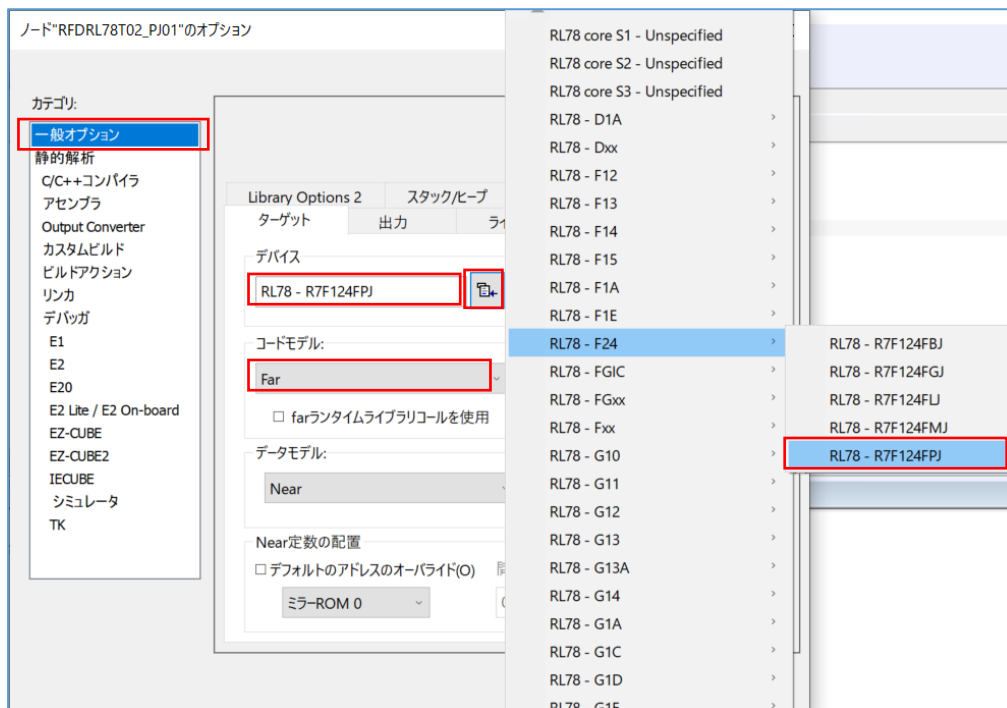 ノード"RFDRL78T02_PJ01"のオプション
カテゴリ:
一般オプション
静的解析
C/C++コンパイラ
アセンブラ
Output Converter
カスタムビルド
ビルドアクション
リンカ
デバッガ
E1
E2
E20
E2 Lite / E2 On-board
EZ-CUBE
EZ-CUBE2
IECUBE
シミュレータ
TK
Library Options 2
スタック/ヒープ
ターゲット
出力
デバイス
RL78 - R7F124FPJ
コードモデル:
Far
farランタイムライブラリコールを使用
データモデル:
Near
Near定数の配置
デフォルトのアドレスのオーバライド(O)
ミラーROM 0
RL78 core S1 - Unspecified
RL78 core S2 - Unspecified
RL78 core S3 - Unspecified
RL78 - D1A
RL78 - Dxx
RL78 - F12
RL78 - F13
RL78 - F14
RL78 - F15
RL78 - F1A
RL78 - F1E
RL78 - F24
RL78 - FGIC
RL78 - FGxx
RL78 - Fxx
RL78 - G10
RL78 - G11
RL78 - G12
RL78 - G13
RL78 - G13A
RL78 - G14
RL78 - G1A
RL78 - G1C
RL78 - G1D
RL78 - R7F124FBJ
RL78 - R7F124FGJ
RL78 - R7F124FLJ
RL78 - R7F124FMJ
RL78 - R7F124FPJ